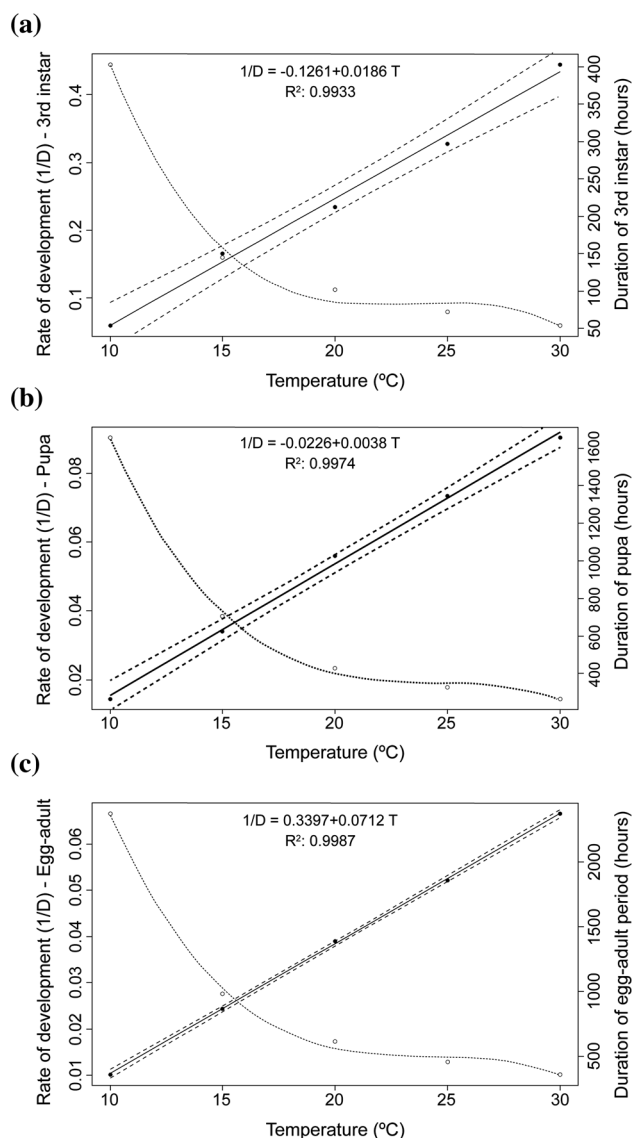 (a)
1/D = -0.1261+0.0186 T
R²: 0.9933
Rate of development (1/D) - 3rd instar
0.1
0.2
0.3
0.4
Duration of 3rd instar (hours)
50
100
150
200
250
300
350
400
10 15 20 25 30
Temperature (ºC)
(b)
1/D = -0.0226+0.0038 T
R²: 0.9974
Rate of development (1/D) - Pupa
0.02
0.04
0.06
0.08
Duration of pupa (hours)
400
600
800
1000
1200
1400
1600
10 15 20 25 30
Temperature (ºC)
(c)
1/D = 0.3397+0.0712 T
R²: 0.9987
Rate of development (1/D) - Egg-adult
0.01
0.02
0.03
0.04
0.05
0.06
Duration of egg-adult period (hours)
500
1000
1500
2000
10 15 20 25 30
Temperature (ºC)